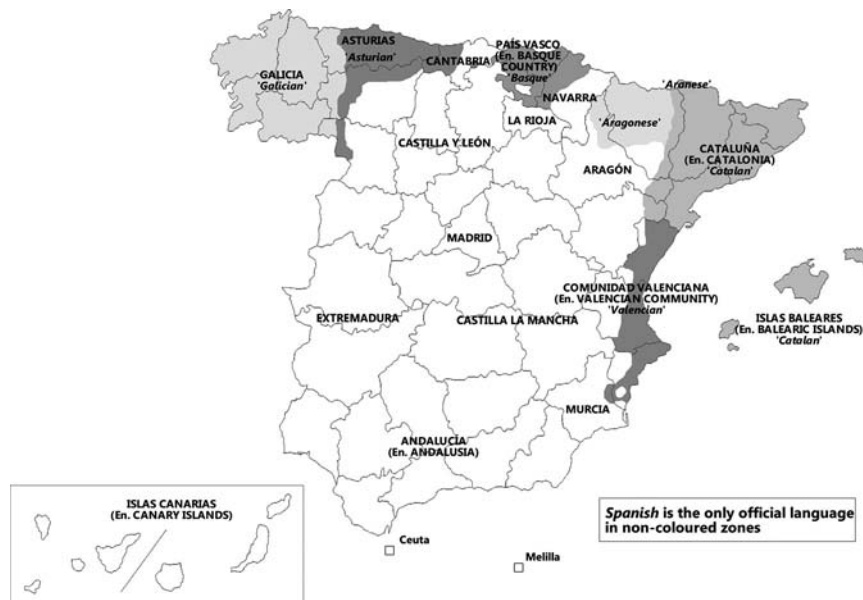 ASTURIAS
'Asturian'
GALICIA
'Galician'
CANTABRIA
PAÍS VASCO
(En. BASQUE
COUNTRY)
'Basque'
NAVARRA
LA RIOJA
'Aragonese'
'Aranese'
CATALUÑA
(En. CATALONIA)
'Catalan'
CASTILLA Y LEÓN
ARAGÓN
MADRID
COMUNIDAD VALENCIANA
(En. VALENCIAN COMMUNITY)
'Valencian'
ISLAS BALEARES
(En. BALEARIC ISLANDS)
'Catalan'
EXTREMADURA
CASTILLA LA MANCHA
MURCIA
ANDALUCÍA
(En. ANDALUSIA)
ISLAS CANARIAS
(En. CANARY ISLANDS)
Spanish is the only official language
in non-coloured zones
Ceuta
Melilla